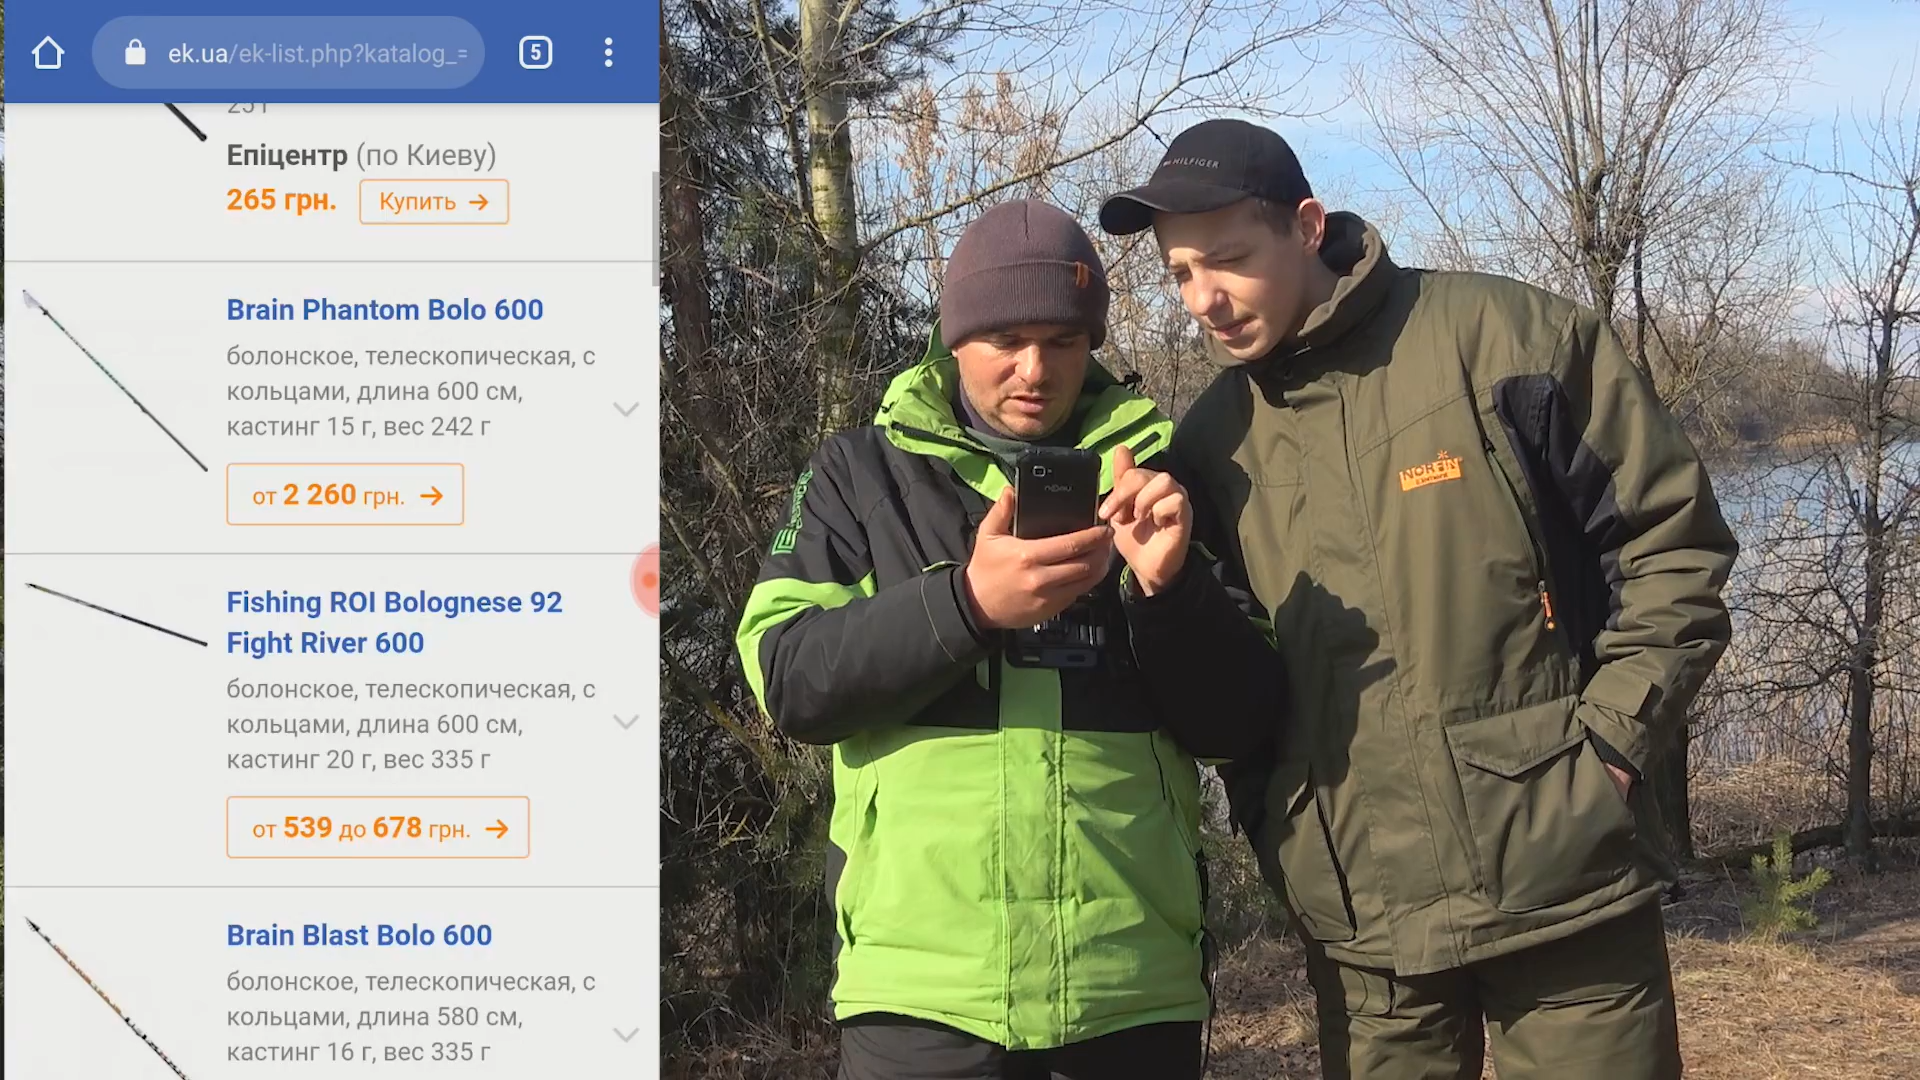 ek.ua/ek-list.php?katalog_=
5
Епіцентр (по Киеву)
265 грн.
Купить →
Brain Phantom Bolo 600
болонское, телескопическая, с
кольцами, длина 600 см,
кастинг 15 г, вес 242 г
от 2 260 грн. →
Fishing ROI Bolognese 92
Fight River 600
болонское, телескопическая, с
кольцами, длина 600 см,
кастинг 20 г, вес 335 г
от 539 до 678 грн. →
Brain Blast Bolo 600
болонское, телескопическая, с
кольцами, длина 580 см,
кастинг 16 г, вес 335 г
HILFIGER
NORFIN
nomu